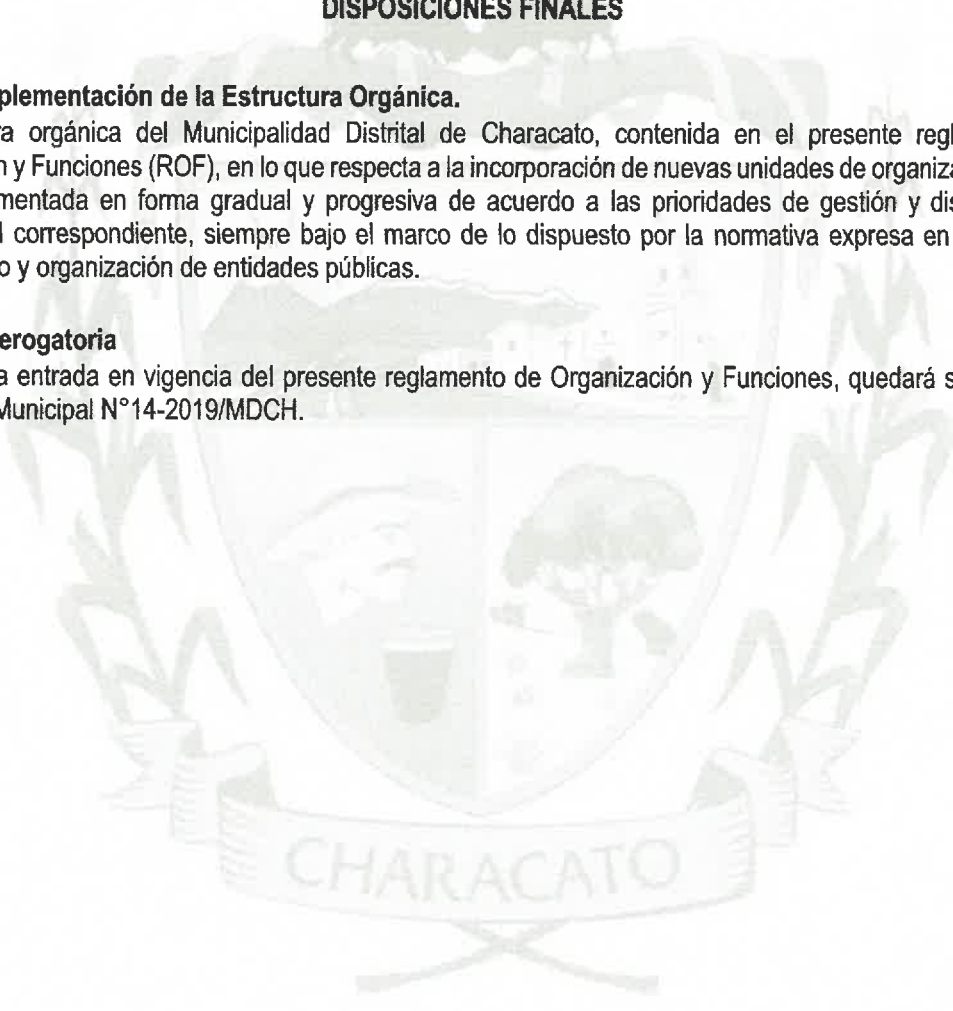 DISPOSICIONES FINALES
plementación de la Estructura Orgánica.
ra orgánica del Municipalidad Distrital de Characato, contenida en el presente regl
n y Funciones (ROF), en lo que respecta a la incorporación de nuevas unidades de organiza
mentada en forma gradual y progresiva de acuerdo a las prioridades de gestión y dis
l correspondiente, siempre bajo el marco de lo dispuesto por la normativa expresa en
o y organización de entidades públicas.
erogatoria
a entrada en vigencia del presente reglamento de Organización y Funciones, quedará s
Municipal N°14-2019/MDCH.
CHARACATO